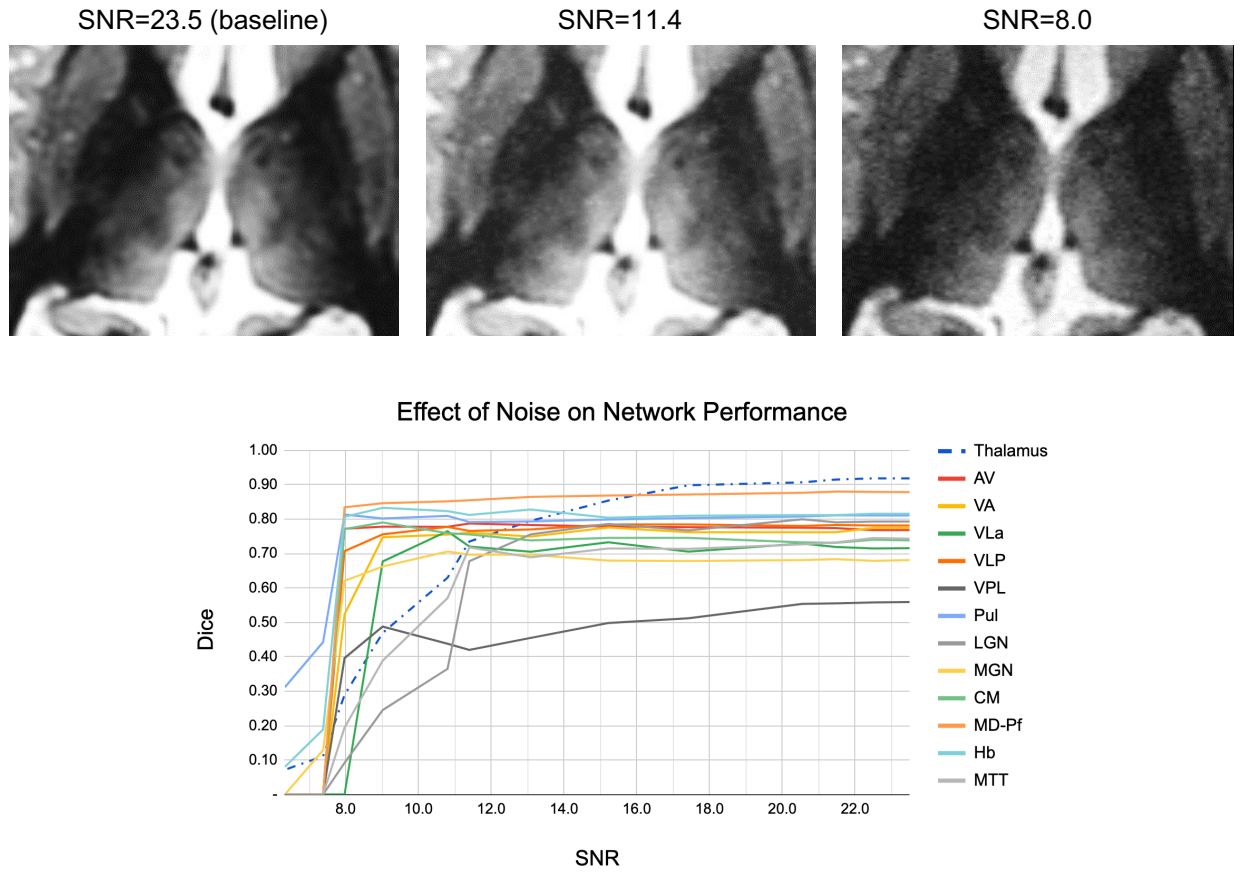 SNR=23.5 (baseline)
SNR=11.4
SNR=8.0
Effect of Noise on Network Performance
1.00
0.90
0.80
0.70
0.60
0.50
0.40
0.30
0.20
0.10
-
Dice
8.0
10.0
12.0
14.0
16.0
18.0
20.0
22.0
SNR
Thalamus
AV
VA
VLa
VLP
VPL
Pul
LGN
MGN
CM
MD-Pf
Hb
MTT